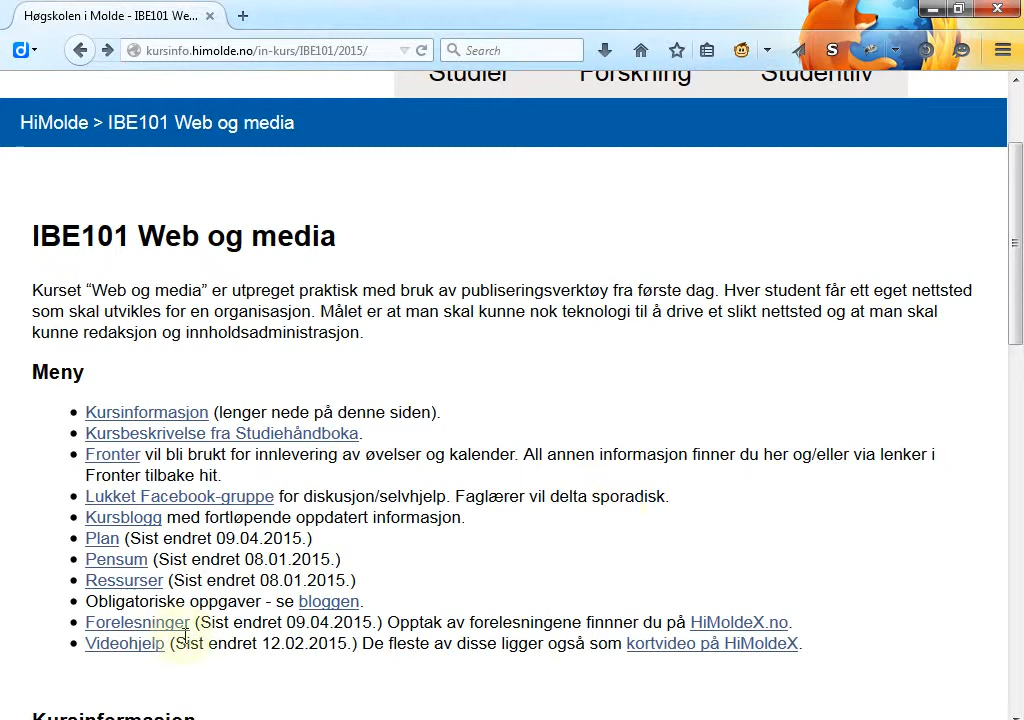 Høgskolen i Molde - IBE101 We...
kursinfo.himolde.no/in-kurs/IBE101/2015/
Search
Studier Forskning Studentliv
HiMolde > IBE101 Web og media
IBE101 Web og media
Kurset “Web og media” er utpreget praktisk med bruk av publiseringsverktøy fra første dag. Hver student får ett eget nettsted
som skal utvikles for en organisasjon. Målet er at man skal kunne nok teknologi til å drive et slikt nettsted og at man skal
kunne redaksjon og innholdsadministrasjon.
Meny
Kursinformasjon (lenger nede på denne siden).
Kursbeskrivelse fra Studiehåndboka.
Fronter vil bli brukt for innlevering av øvelser og kalender. All annen informasjon finner du her og/eller via lenker i
Fronter tilbake hit.
Lukket Facebook-gruppe for diskusjon/selvhjelp. Faglærer vil delta sporadisk.
Kursblogg med fortløpende oppdatert informasjon.
Plan (Sist endret 09.04.2015.)
Pensum (Sist endret 08.01.2015.)
Ressurser (Sist endret 08.01.2015.)
Obligatoriske oppgaver - se bloggen.
Forelesninger (Sist endret 09.04.2015.) Opptak av forelesningene finnner du på HiMoldeX.no.
Videohjelp (Sist endret 12.02.2015.) De fleste av disse ligger også som kortvideo på HiMoldeX.
Kursinformasjon